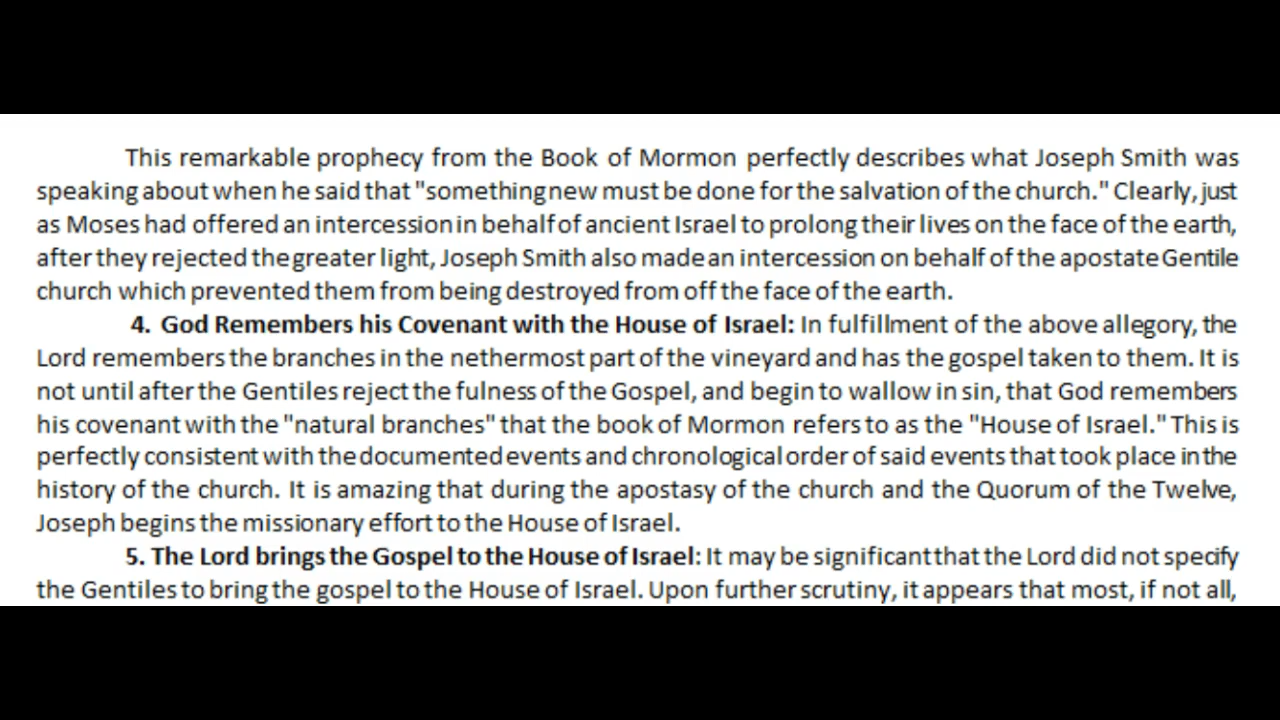 This remarkable prophecy from the Book of Mormon perfectly describes what Joseph Smith was
speaking about when he said that "something new must be done for the salvation of the church." Clearly, just
as Moses had offered an intercession in behalf of ancient Israel to prolong their lives on the face of the earth,
after they rejected the greater light, Joseph Smith also made an intercession on behalf of the apostate Gentile
church which prevented them from being destroyed from off the face of the earth.
4. God Remembers his Covenant with the House of Israel: In fulfillment of the above allegory, the
Lord remembers the branches in the nethermost part of the vineyard and has the gospel taken to them. It is
not until after the Gentiles reject the fulness of the Gospel, and begin to wallow in sin, that God remembers
his covenant with the "natural branches" that the book of Mormon refers to as the "House of Israel." This is
perfectly consistent with the documented events and chronological order of said events that took place in the
history of the church. It is amazing that during the apostasy of the church and the Quorum of the Twelve,
Joseph begins the missionary effort to the House of Israel.
5. The Lord brings the Gospel to the House of Israel: It may be significant that the Lord did not specify
the Gentiles to bring the gospel to the House of Israel. Upon further scrutiny, it appears that most, if not all,